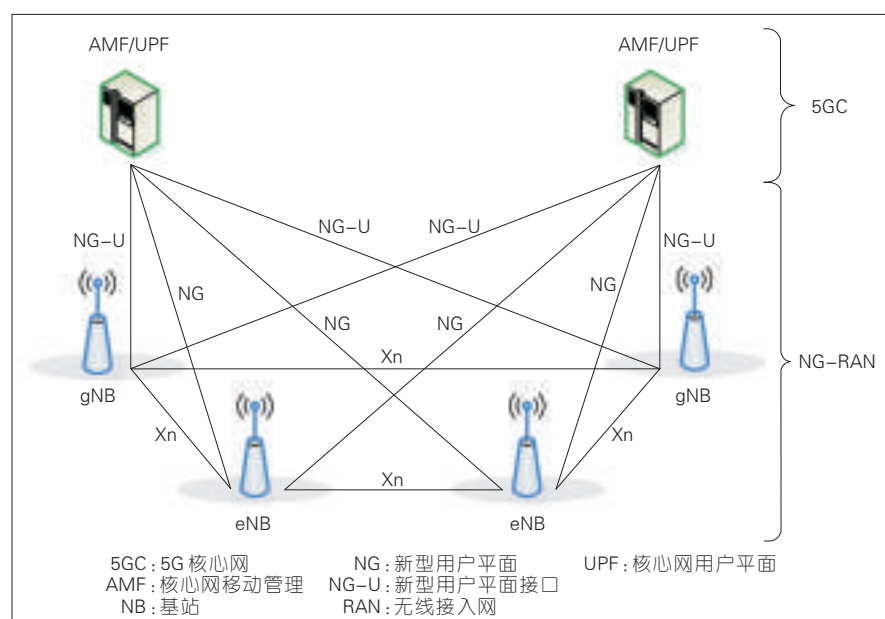 AMF/UPF AMF/UPF
5GC
NG-U NG-U
NG-U NG-U
NG NG
NG NG
Xn NG-RAN
gNB gNB
Xn Xn
Xn
eNB eNB
5GC:5G核心网 NG:新型用户平面 UPF:核心网用户平面
AMF:核心网移动管理 NG-U:新型用户平面接口
NB:基站 RAN:无线接入网